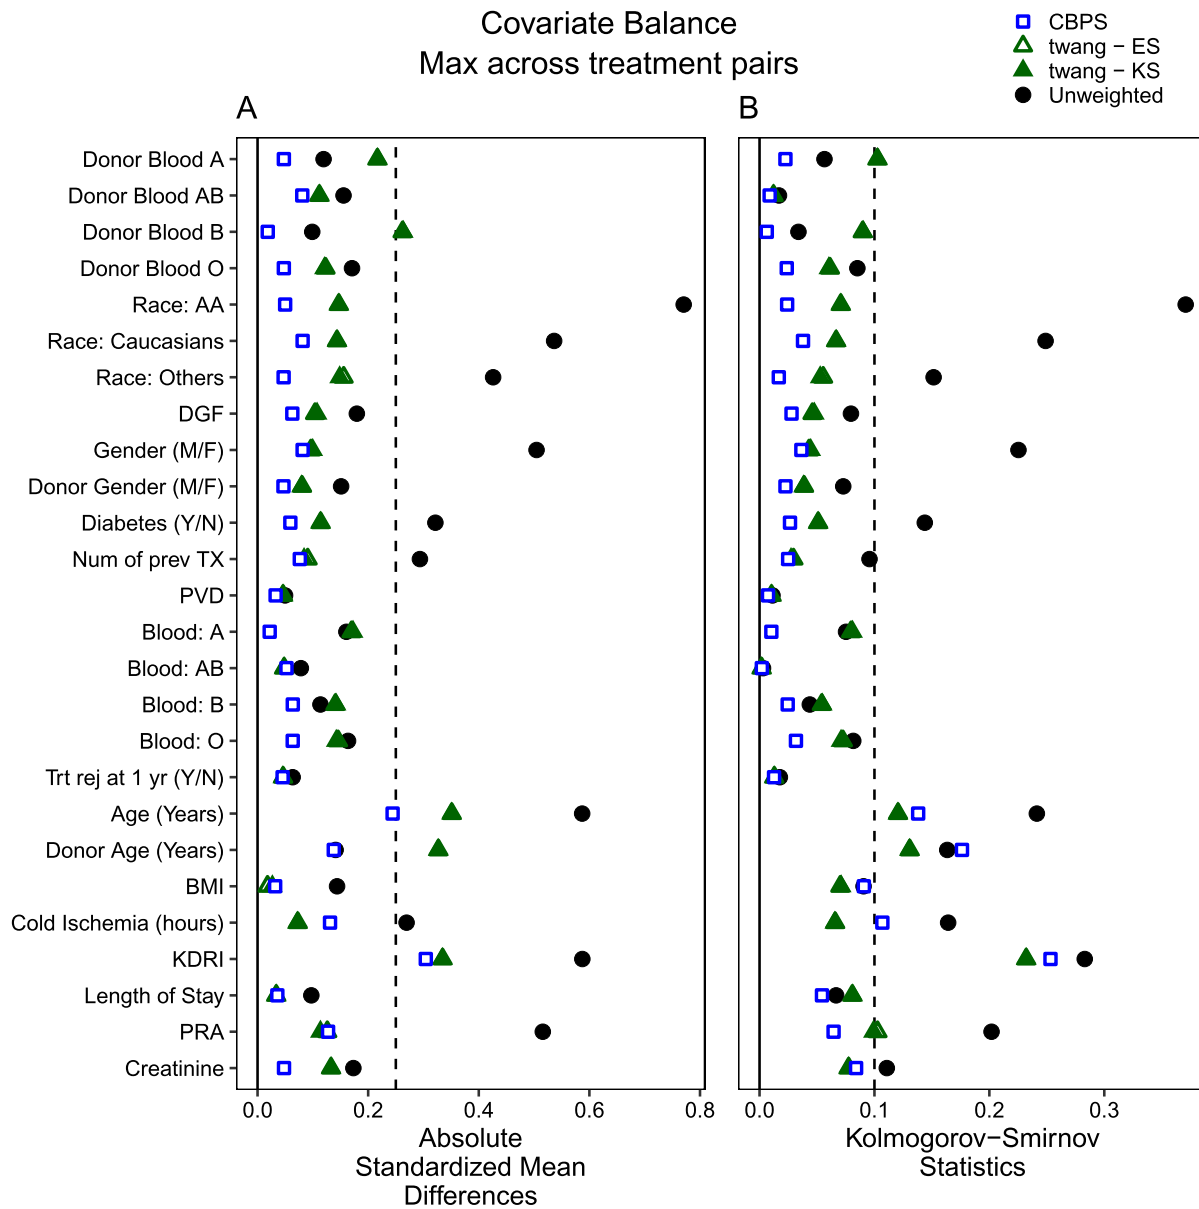 Covariate Balance
Max across treatment pairs
CBPS
twang − ES
twang − KS
Unweighted
A
B
Donor Blood A
Donor Blood AB
Donor Blood B
Donor Blood O
Race: AA
Race: Caucasians
Race: Others
DGF
Gender (M/F)
Donor Gender (M/F)
Diabetes (Y/N)
Num of prev TX
PVD
Blood: A
Blood: AB
Blood: B
Blood: O
Trt rej at 1 yr (Y/N)
Age (Years)
Donor Age (Years)
BMI
Cold Ischemia (hours)
KDRI
Length of Stay
PRA
Creatinine
0.0 0.2 0.4 0.6 0.8
Absolute
Standardized Mean
Differences
0.0 0.1 0.2 0.3
Kolmogorov−Smirnov
Statistics